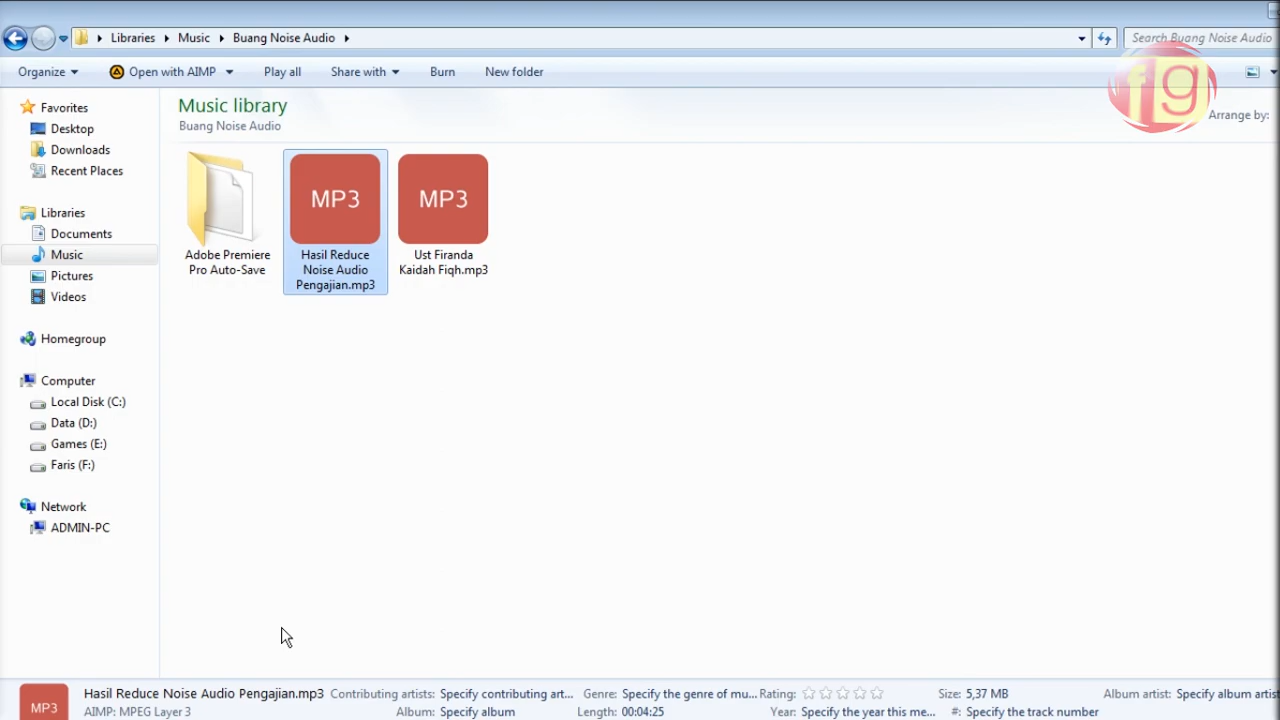 Libraries Music Buang Noise Audio
Search Buang Noise Audio
Organize Open with AIMP Play all Share with Burn New folder
fg
Music library
Buang Noise Audio
Arrange by:
Favorites
Desktop
Downloads
Recent Places
Libraries
Documents
Music
Pictures
Videos
Homegroup
Computer
Local Disk (C:)
Data (D:)
Games (E:)
Faris (F:)
Network
ADMIN-PC
Adobe Premiere
Pro Auto-Save
MP3
Hasil Reduce
Noise Audio
Pengajian.mp3
MP3
Ust Firanda
Kaidah Fiqh.mp3
MP3
Hasil Reduce Noise Audio Pengajian.mp3 Contributing artists: Specify contributing art... Genre: Specify the genre of mu... Rating: Size: 5,37 MB Album artist: Specify album artis
AIMP: MPEG Layer 3 Album: Specify album Length: 00:04:25 Year: Specify the year this me... #: Specify the track number